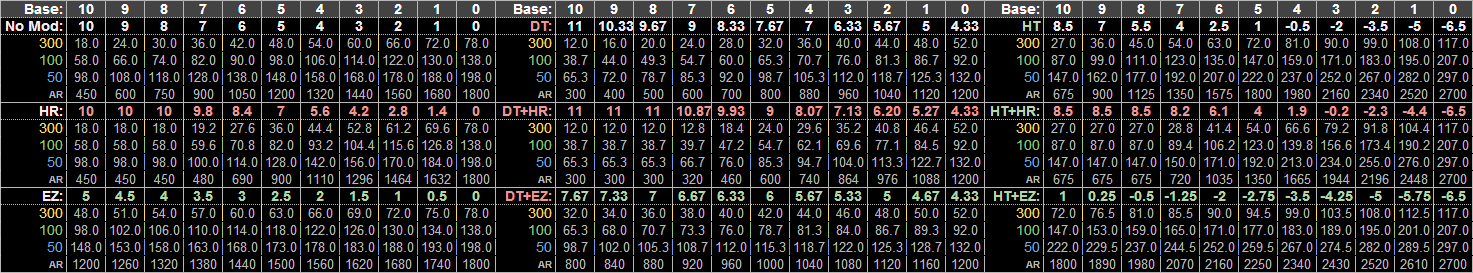 Base: 10 9 8 7 6 5 4 3 2 1 0 Base: 10 9 8 7 6 5 4 3 2 1 0 Base: 10 9 8 7 6 5 4 3 2 1 0
No Mod: 10 9 8 7 6 5 4 3 2 1 0 DT: 11 10.33 9.67 9 8.33 7.67 7 6.33 5.67 5 4.33 HT 8.5 7 5.5 4 2.5 1 -0.5 -2 -3.5 -5 -6.5
300 18.0 24.0 30.0 36.0 42.0 48.0 54.0 60.0 66.0 72.0 78.0 300 12.0 16.0 20.0 24.0 28.0 32.0 36.0 40.0 44.0 48.0 52.0 300 27.0 36.0 45.0 54.0 63.0 72.0 81.0 90.0 99.0 108.0 117.0
100 58.0 66.0 74.0 82.0 90.0 98.0 106.0 114.0 122.0 130.0 138.0 100 38.7 44.0 49.3 54.7 60.0 65.3 70.7 76.0 81.3 86.7 92.0 100 87.0 99.0 111.0 123.0 135.0 147.0 159.0 171.0 183.0 195.0 207.0
50 98.0 108.0 118.0 128.0 138.0 148.0 158.0 168.0 178.0 188.0 198.0 50 65.3 72.0 78.7 85.3 92.0 98.7 105.3 112.0 118.7 125.3 132.0 50 147.0 162.0 177.0 192.0 207.0 222.0 237.0 252.0 267.0 282.0 297.0
AR 450 600 750 900 1050 1200 1320 1440 1560 1680 1800 AR 300 400 500 600 700 800 880 960 1040 1120 1200 AR 675 900 1125 1350 1575 1800 1980 2160 2340 2520 2700
HR: 10 10 10 9.8 8.4 7 5.6 4.2 2.8 1.4 0 DT+HR: 11 11 11 10.87 9.93 9 8.07 7.13 6.20 5.27 4.33 HT+HR: 8.5 8.5 8.5 8.2 6.1 4 1.9 -0.2 -2.3 -4.4 -6.5
300 18.0 18.0 18.0 19.2 27.6 36.0 44.4 52.8 61.2 69.6 78.0 300 12.0 12.0 12.0 12.8 18.4 24.0 29.6 35.2 40.8 46.4 52.0 300 27.0 27.0 27.0 28.8 41.4 54.0 66.6 79.2 91.8 104.4 117.0
100 58.0 58.0 58.0 59.6 70.8 82.0 93.2 104.4 115.6 126.8 138.0 100 38.7 38.7 38.7 39.7 47.2 54.7 62.1 69.6 77.1 84.5 92.0 100 87.0 87.0 87.0 89.4 106.2 123.0 139.8 156.6 173.4 190.2 207.0
50 98.0 98.0 98.0 100.0 114.0 128.0 142.0 156.0 170.0 184.0 198.0 50 65.3 65.3 65.3 66.7 76.0 85.3 94.7 104.0 113.3 122.7 132.0 50 147.0 147.0 147.0 150.0 171.0 192.0 213.0 234.0 255.0 276.0 297.0
AR 450 450 450 480 690 900 1110 1296 1464 1632 1800 AR 300 300 300 320 460 600 740 864 976 1088 1200 AR 675 675 675 720 1035 1350 1665 1944 2196 2448 2700
EZ: 5 4.5 4 3.5 3 2.5 2 1.5 1 0.5 0 DT+EZ: 7.67 7.33 7 6.67 6.33 6 5.67 5.33 5 4.67 4.33 HT+EZ: 1 0.25 -0.5 -1.25 -2 -2.75 -3.5 -4.25 -5 -5.75 -6.5
300 48.0 51.0 54.0 57.0 60.0 63.0 66.0 69.0 72.0 75.0 78.0 300 32.0 34.0 36.0 38.0 40.0 42.0 44.0 46.0 48.0 50.0 52.0 300 72.0 76.5 81.0 85.5 90.0 94.5 99.0 103.5 108.0 112.5 117.0
100 98.0 102.0 106.0 110.0 114.0 118.0 122.0 126.0 130.0 134.0 138.0 100 65.3 68.0 70.7 73.3 76.0 78.7 81.3 84.0 86.7 89.3 92.0 100 147.0 153.0 159.0 165.0 171.0 177.0 183.0 189.0 195.0 201.0 207.0
50 148.0 153.0 158.0 163.0 168.0 173.0 178.0 183.0 188.0 193.0 198.0 50 98.7 102.0 105.3 108.7 112.0 115.3 118.7 122.0 125.3 128.7 132.0 50 222.0 229.5 237.0 244.5 252.0 259.5 267.0 274.5 282.0 289.5 297.0
AR 1200 1260 1320 1380 1440 1500 1560 1620 1680 1740 1800 AR 800 840 880 920 960 1000 1040 1080 1120 1160 1200 AR 1800 1890 1980 2070 2160 2250 2340 2430 2520 2610 2700